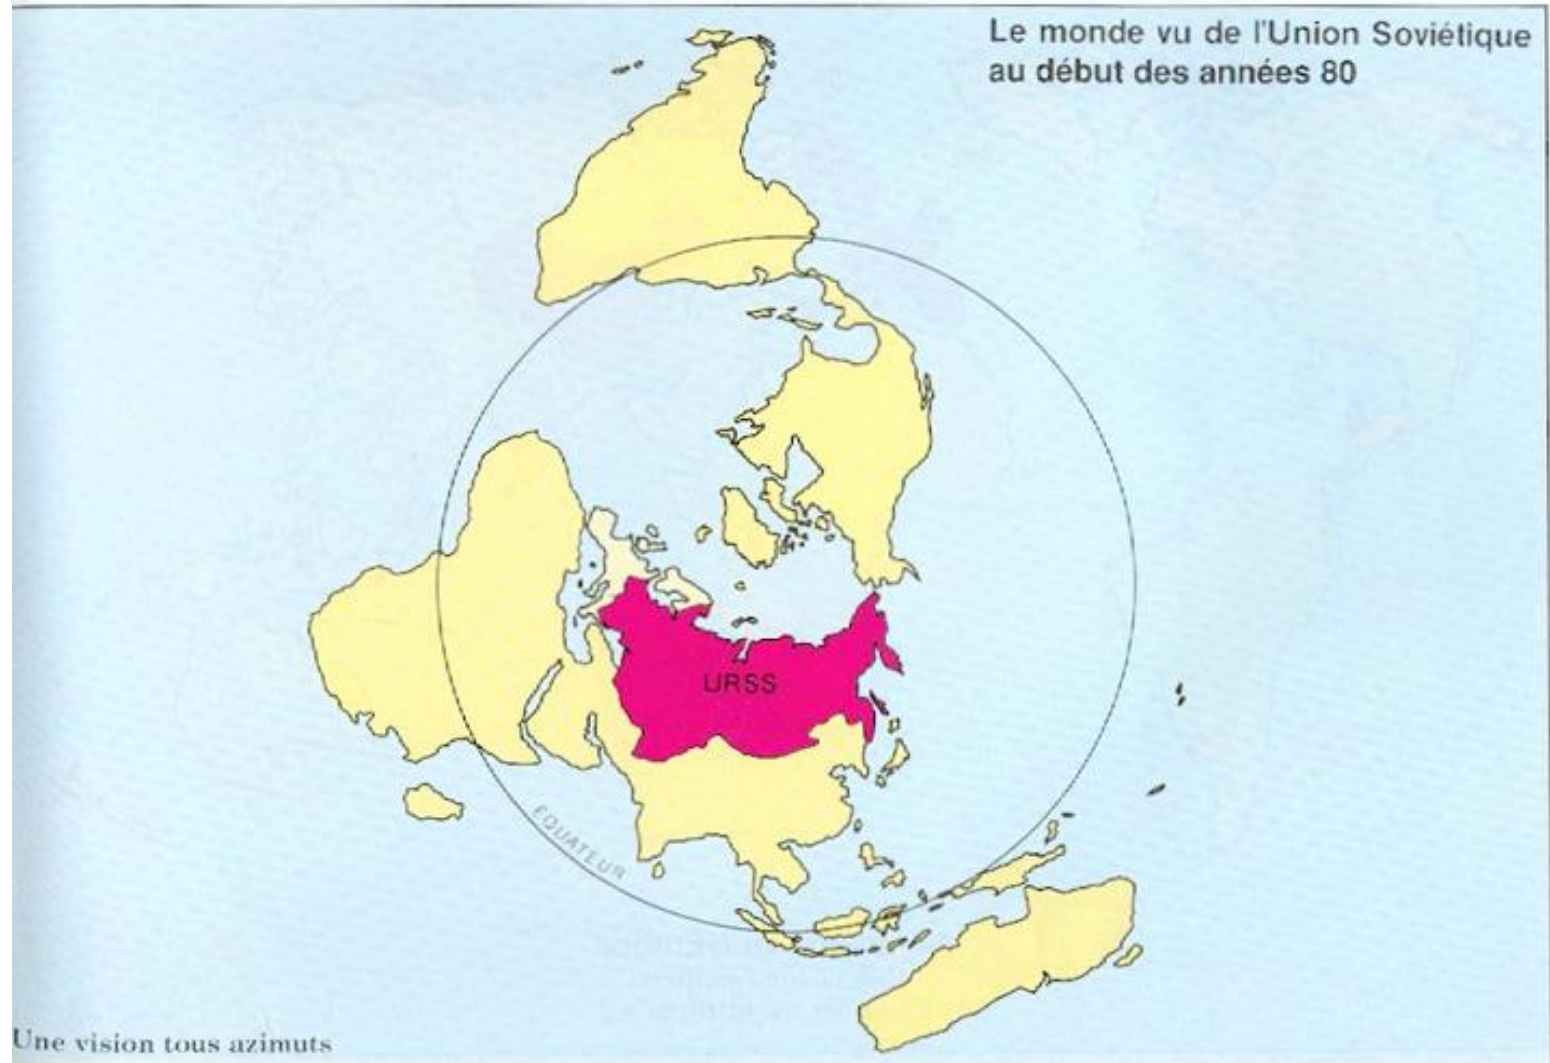 Le monde vu de l'Union Soviétique
au début des années 80
URSS
EQUATEUR
Une vision tous azimuts